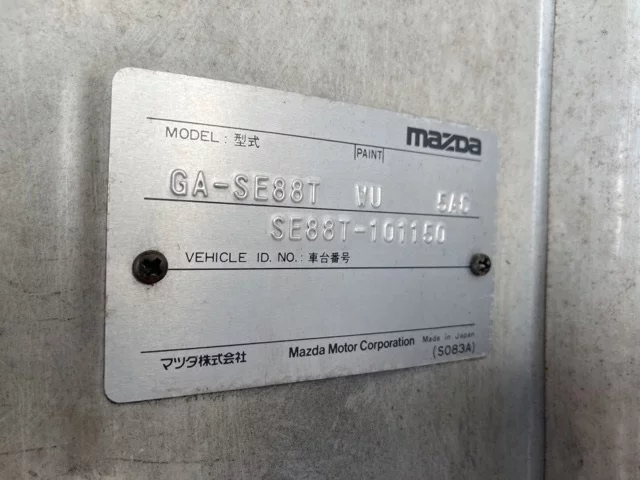 mazda
MODEL : 型式
PAINT
GA-SE88T WU 5AC
SE88T-101150
VEHICLE ID. NO. : 車台番号
マツダ株式会社 Mazda Motor Corporation Made in Japan
(S083A)